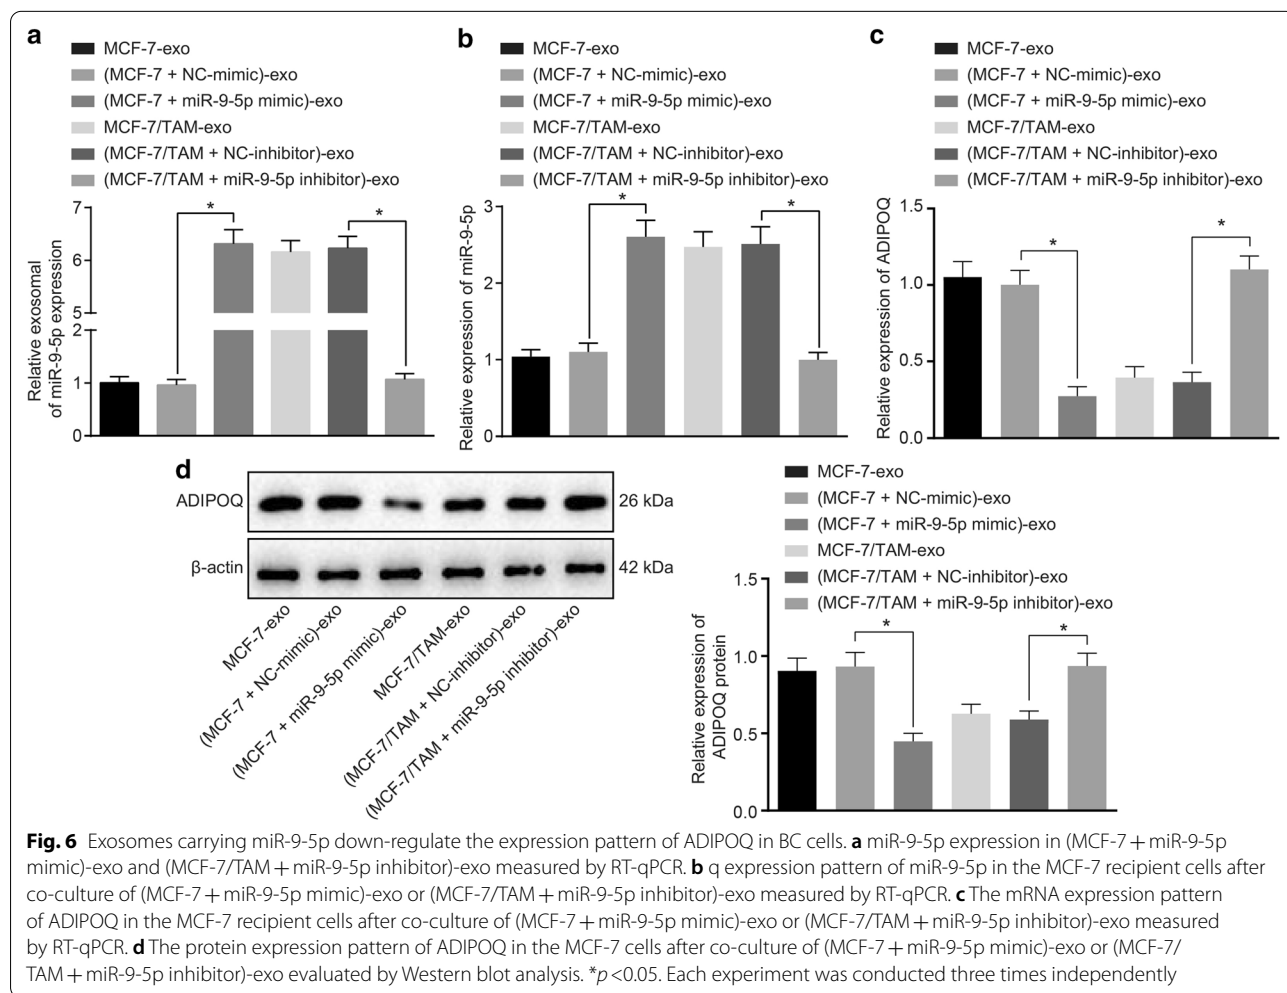 a
MCF-7-exo
(MCF-7 + NC-mimic)-exo
(MCF-7 + miR-9-5p mimic)-exo
MCF-7/TAM-exo
(MCF-7/TAM + NC-inhibitor)-exo
(MCF-7/TAM + miR-9-5p inhibitor)-exo
Relative exosomal
of miR-9-5p expression
7
6
5
2
1
0
*
*
b
MCF-7-exo
(MCF-7 + NC-mimic)-exo
(MCF-7 + miR-9-5p mimic)-exo
MCF-7/TAM-exo
(MCF-7/TAM + NC-inhibitor)-exo
(MCF-7/TAM + miR-9-5p inhibitor)-exo
Relative expression of miR-9-5p
3
2
1
0
*
*
c
MCF-7-exo
(MCF-7 + NC-mimic)-exo
(MCF-7 + miR-9-5p mimic)-exo
MCF-7/TAM-exo
(MCF-7/TAM + NC-inhibitor)-exo
(MCF-7/TAM + miR-9-5p inhibitor)-exo
Relative expression of ADIPOQ
1.5
1.0
0.5
0.0
*
*
d
ADIPOQ
26 kDa
β-actin
42 kDa
MCF-7-exo
(MCF-7 + NC-mimic)-exo
(MCF-7 + miR-9-5p mimic)-exo
MCF-7/TAM-exo
(MCF-7/TAM + NC-inhibitor)-exo
(MCF-7/TAM + miR-9-5p inhibitor)-exo
MCF-7-exo
(MCF-7 + NC-mimic)-exo
(MCF-7 + miR-9-5p mimic)-exo
MCF-7/TAM-exo
(MCF-7/TAM + NC-inhibitor)-exo
(MCF-7/TAM + miR-9-5p inhibitor)-exo
Relative expression of
ADIPOQ protein
1.5
1.0
0.5
0.0
*
*
Fig. 6 Exosomes carrying miR-9-5p down-regulate the expression pattern of ADIPOQ in BC cells. a miR-9-5p expression in (MCF-7 + miR-9-5p
mimic)-exo and (MCF-7/TAM + miR-9-5p inhibitor)-exo measured by RT-qPCR. b q expression pattern of miR-9-5p in the MCF-7 recipient cells after
co-culture of (MCF-7 + miR-9-5p mimic)-exo or (MCF-7/TAM + miR-9-5p inhibitor)-exo measured by RT-qPCR. c The mRNA expression pattern
of ADIPOQ in the MCF-7 recipient cells after co-culture of (MCF-7 + miR-9-5p mimic)-exo or (MCF-7/TAM + miR-9-5p inhibitor)-exo measured
by RT-qPCR. d The protein expression pattern of ADIPOQ in the MCF-7 cells after co-culture of (MCF-7 + miR-9-5p mimic)-exo or (MCF-7/
TAM + miR-9-5p inhibitor)-exo evaluated by Western blot analysis. *p < 0.05. Each experiment was conducted three times independently